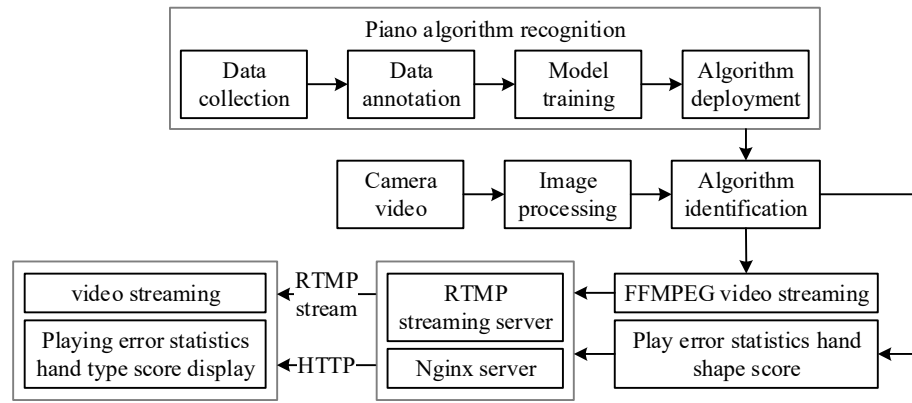 Piano algorithm recognition
Data
collection
Data
annotation
Model
training
Algorithm
deployment
Camera
video
Image
processing
Algorithm
identification
video streaming
RTMP
stream
RTMP
streaming server
FFMPEG video streaming
Playing error statistics
hand type score display
HTTP
Nginx server
Play error statistics hand
shape score